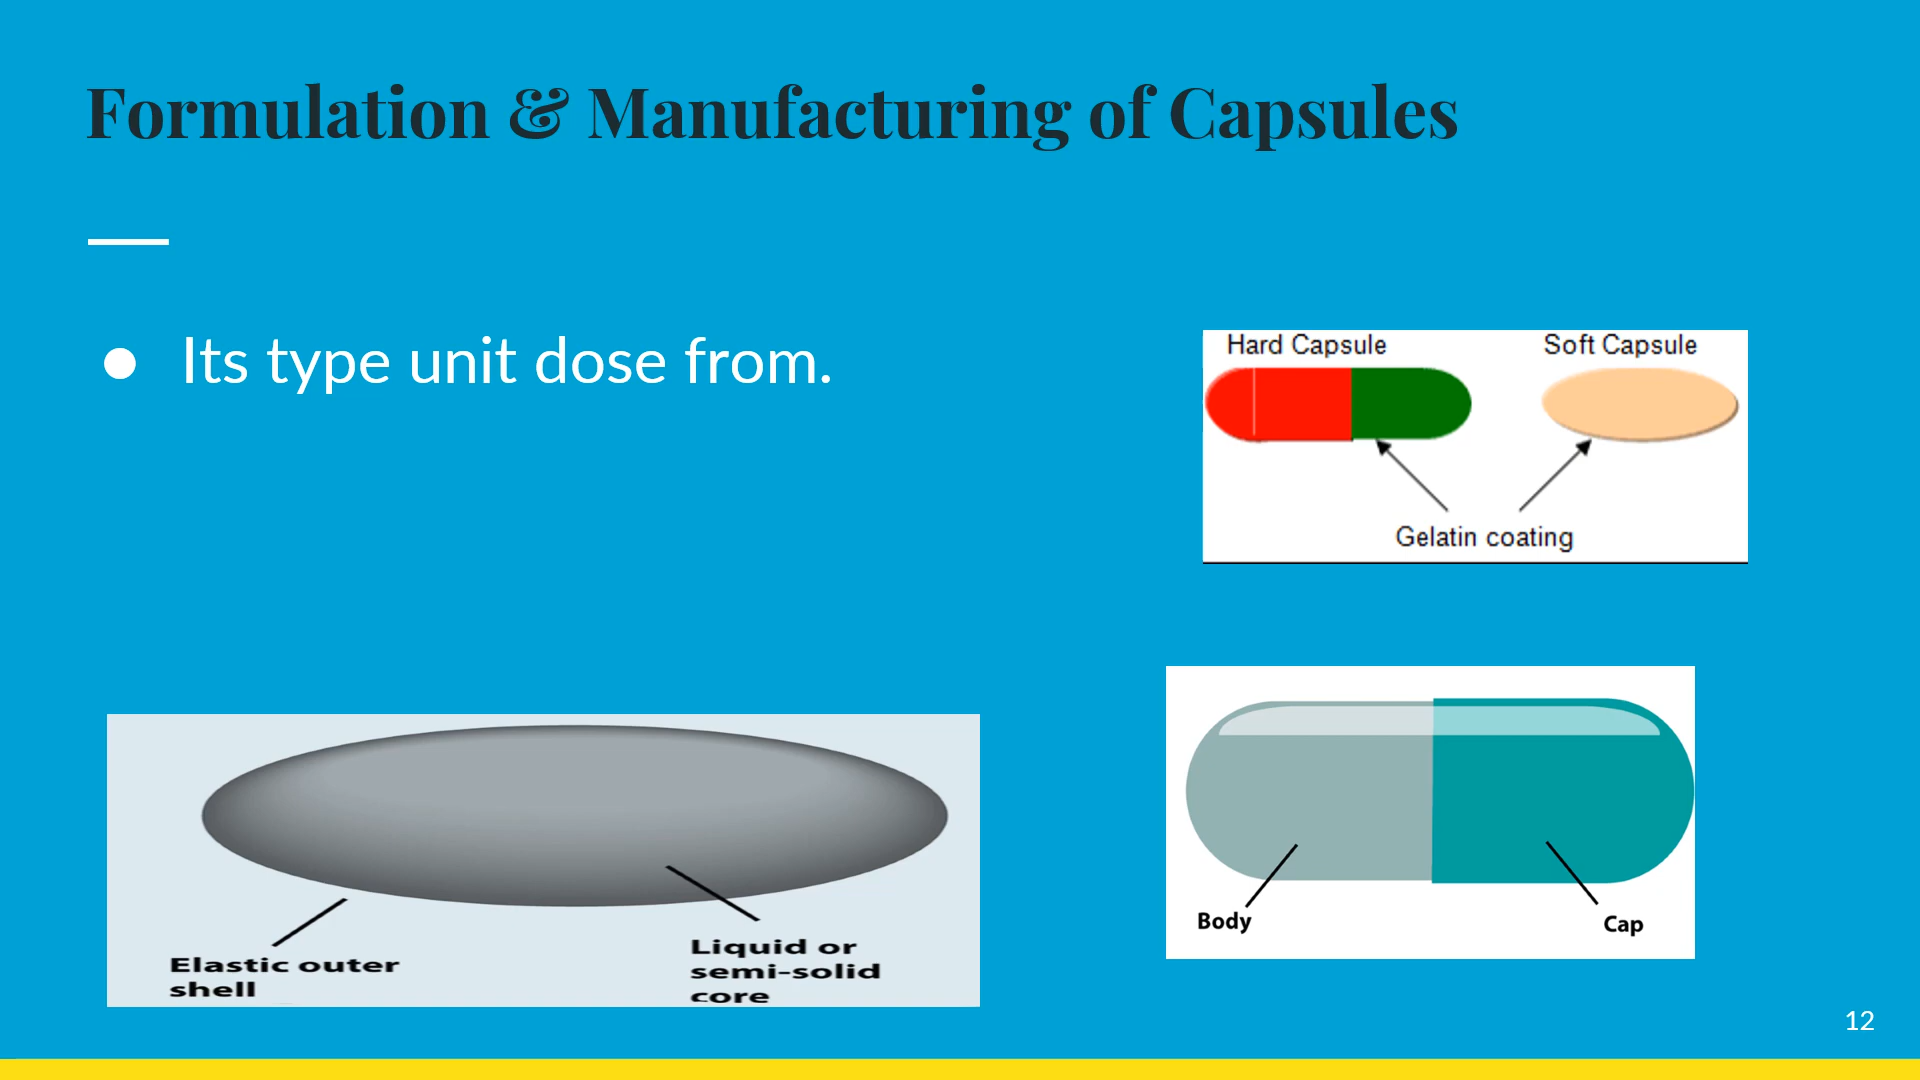 Formulation & Manufacturing of Capsules
● Its type unit dose from.
Hard Capsule Soft Capsule
Gelatin coating
Elastic outer
shell
Liquid or
semi-solid
core
Body
Cap
12